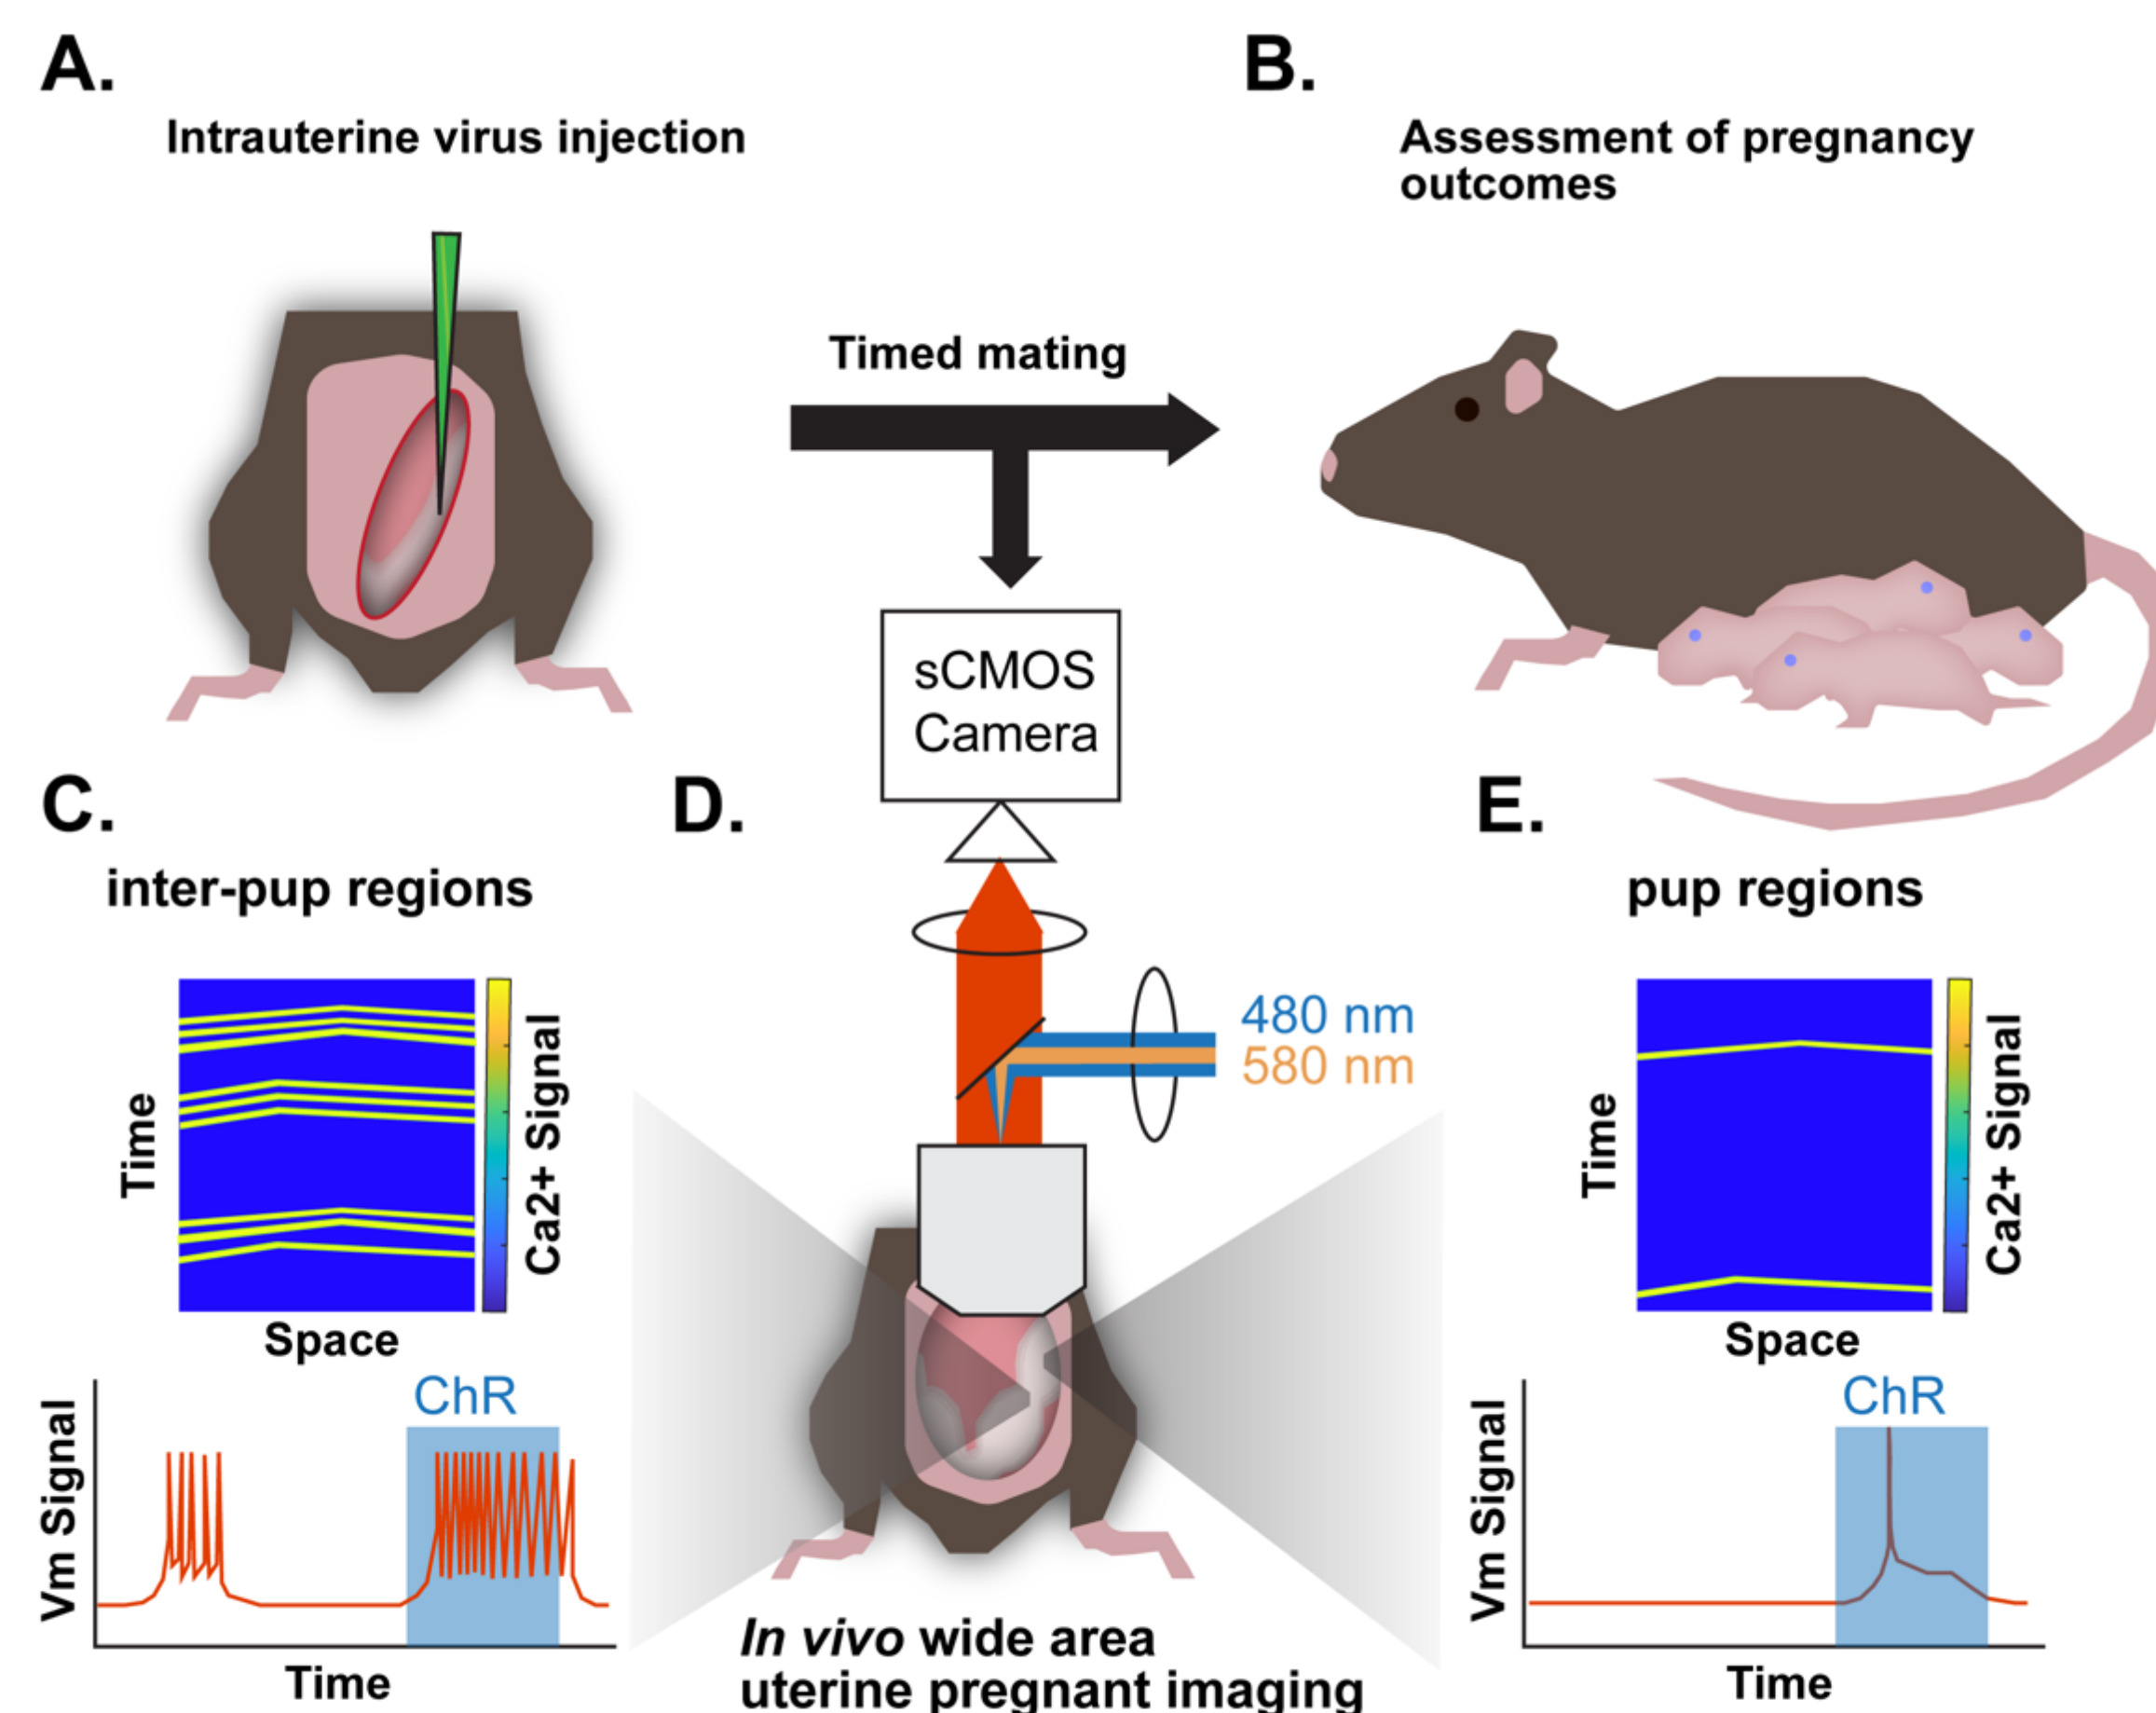 A.
Intrauterine virus injection
B.
Assessment of pregnancy
outcomes
Timed mating
sCMOS
Camera
C.
inter-pup regions
Time
Ca2+ Signal
Space
ChR
Vm Signal
Time
D.
480 nm
580 nm
In vivo wide area
uterine pregnant imaging
E.
pup regions
Time
Ca2+ Signal
Space
ChR
Vm Signal
Time